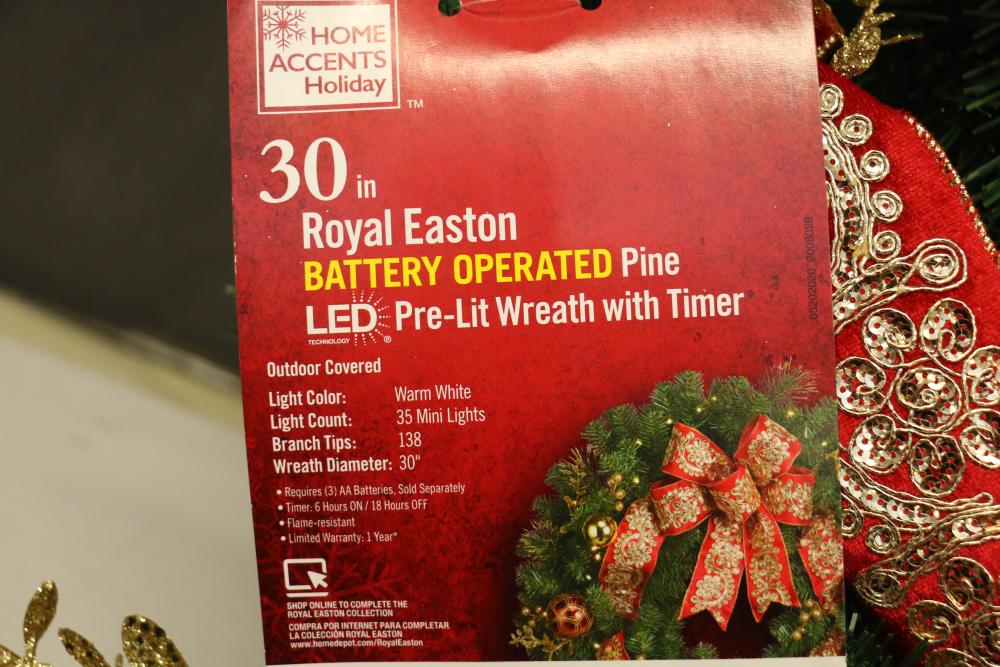 HOME
ACCENTS
Holiday
TM
30 in
Royal Easton
BATTERY OPERATED Pine
LED Pre-Lit Wreath with Timer
TECHNOLOGY ®
Outdoor Covered
Light Color: Warm White
Light Count: 35 Mini Lights
Branch Tips: 138
Wreath Diameter: 30"
• Requires (3) AA Batteries, Sold Separately
• Timer: 6 Hours ON / 18 Hours OFF
• Flame-resistant
• Limited Warranty: 1 Year*
SHOP ONLINE TO COMPLETE THE
ROYAL EASTON COLLECTION
COMPRA POR INTERNET PARA COMPLETAR
LA COLECCIÓN ROYAL EASTON
www.homedepot.com/RoyalEaston